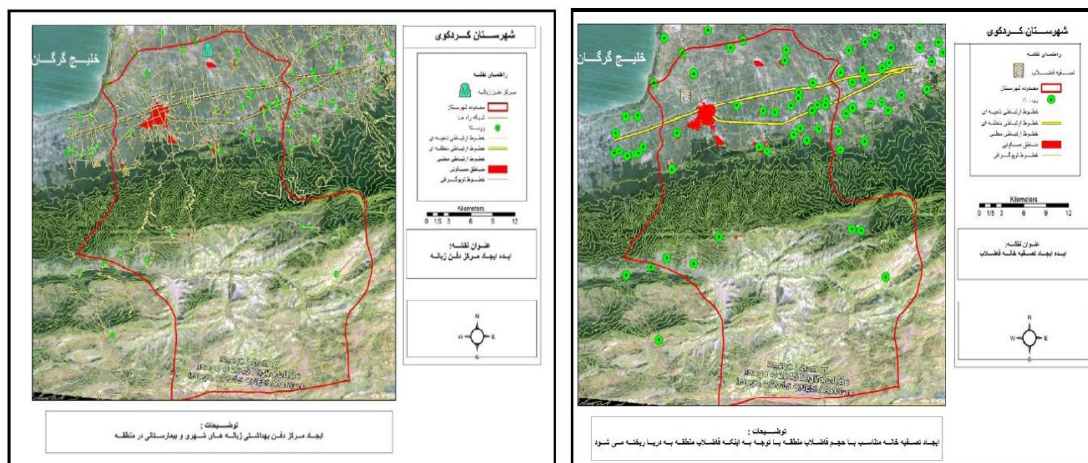 شهرستان کردکوی
خلیج گرگان
راهنمای نقشه
مرکز دفن زباله
محدوده شهرستان
شبکه راه ها
روستا
خطوط ارتباطی ناحیه ای
خطوط ارتباطی منطقه ای
خطوط ارتباطی محلی
مناطق مسکونی
خطوط توپوگرافی
Kilometers
0 1/5 3 6 9 12
عنوان نقشه:
ایده ایجاد مرکز دفن زباله
N
W E
S
توضیحات :
ایجاد مرکز دفن بهداشتی زباله های شهری و بیمارستانی در منطقه
شهرستان کردکوی
خلیج گرگان
راهنمای نقشه
تصفیه فاضلاب
محدوده شهرستان
خطوط ارتباطی ناحیه ای
خطوط ارتباطی منطقه ای
خطوط ارتباطی محلی
مناطق مسکونی
خطوط توپوگرافی
Kilometers
0 1/5 3 6 9 12
عنوان نقشه:
ایده ایجاد تصفیه خانه فاضلاب
N
W E
S
توضیحات :
ایجاد تصفیه خانه متناسب با حجم فاضلاب منطقه با توجه به اینکه فاضلاب منطقه به دریا ریخته می شود